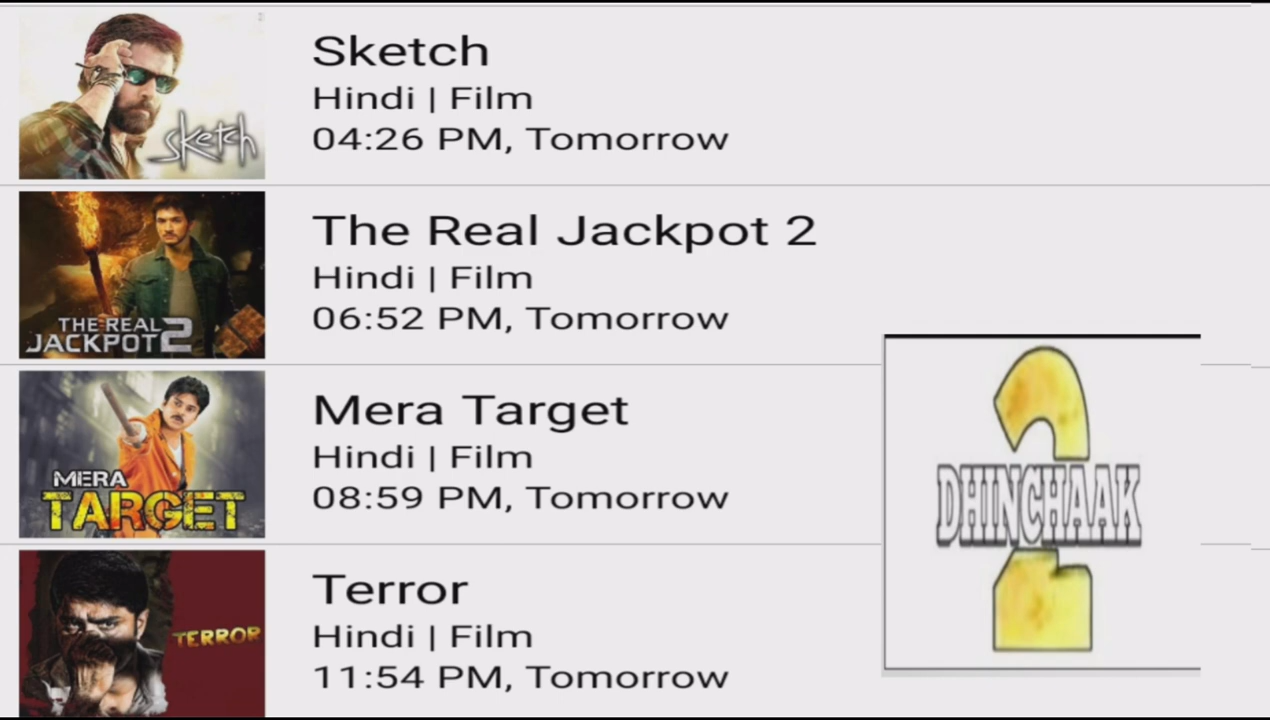 sketch
Sketch
Hindi | Film
04:26 PM, Tomorrow
THE REAL
JACKPOT 2
The Real Jackpot 2
Hindi | Film
06:52 PM, Tomorrow
MERA
TARGET
Mera Target
Hindi | Film
08:59 PM, Tomorrow
TERROR
Terror
Hindi | Film
11:54 PM, Tomorrow
DHINCHAAK
2